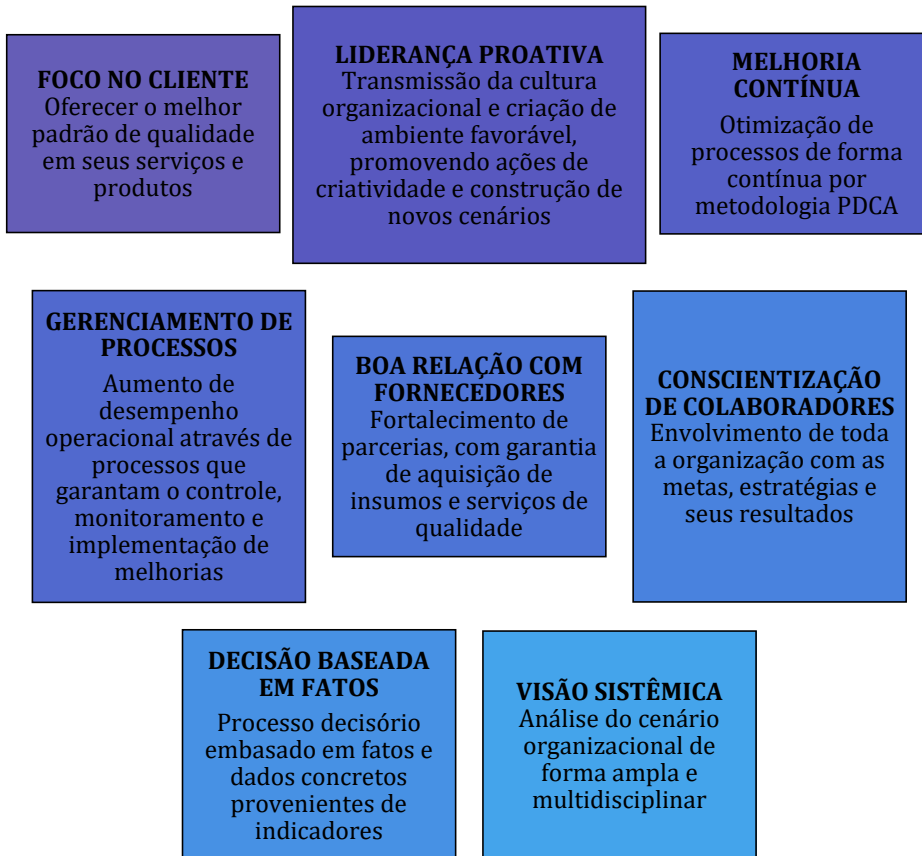 FOCO NO CLIENTE
Oferecer o melhor
padrão de qualidade
em seus serviços e
produtos
LIDERANÇA PROATIVA
Transmissão da cultura
organizacional e criação de
ambiente favorável,
promovendo ações de
criatividade e construção de
novos cenários
MELHORIA
CONTÍNUA
Otimização de
processos de forma
contínua por
metodologia PDCA
GERENCIAMENTO DE
PROCESSOS
Aumento de
desempenho
operacional através de
processos que
garantam o controle,
monitoramento e
implementação de
melhorias
BOA RELAÇÃO COM
FORNECEDORES
Fortalecimento de
parcerias, com garantia
de aquisição de
insumos e serviços de
qualidade
CONSCIENTIZAÇÃO
DE COLABORADORES
Envolvimento de toda
a organização com as
metas, estratégias e
seus resultados
DECISÃO BASEADA
EM FATOS
Processo decisório
embasado em fatos e
dados concretos
provenientes de
indicadores
VISÃO SISTÊMICA
Análise do cenário
organizacional de
forma ampla e
multidisciplinar